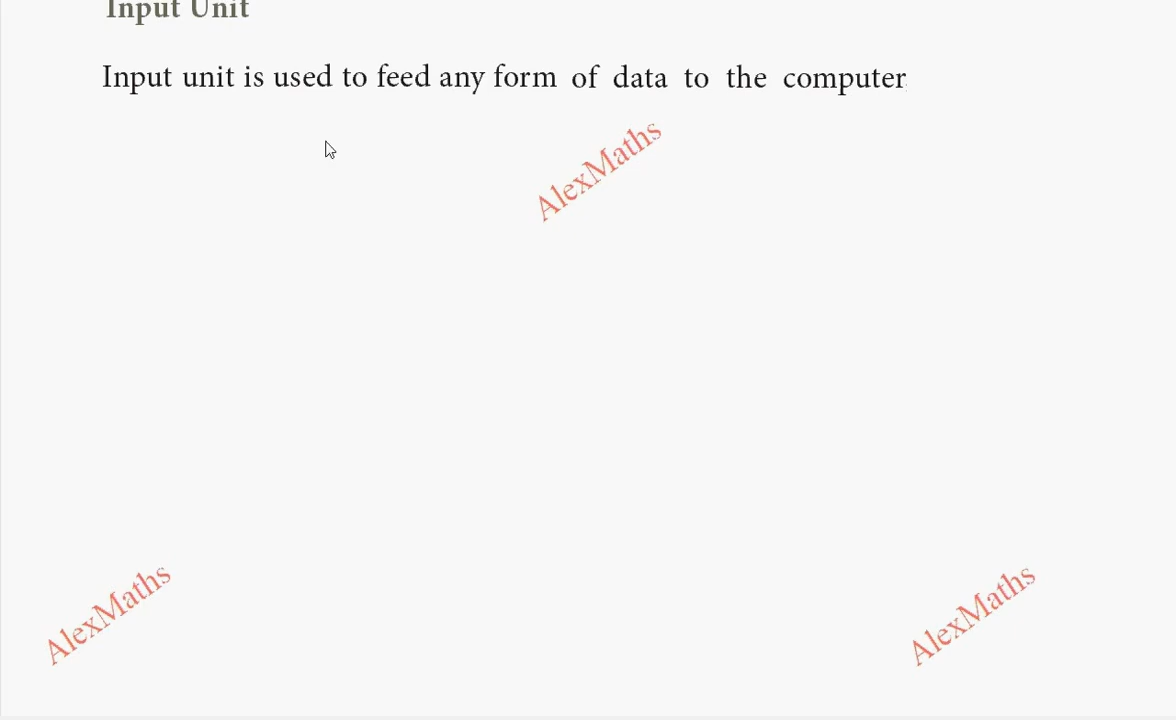 Input Unit
Input unit is used to feed any form of data to the computer
AlexMaths
AlexMaths
AlexMaths